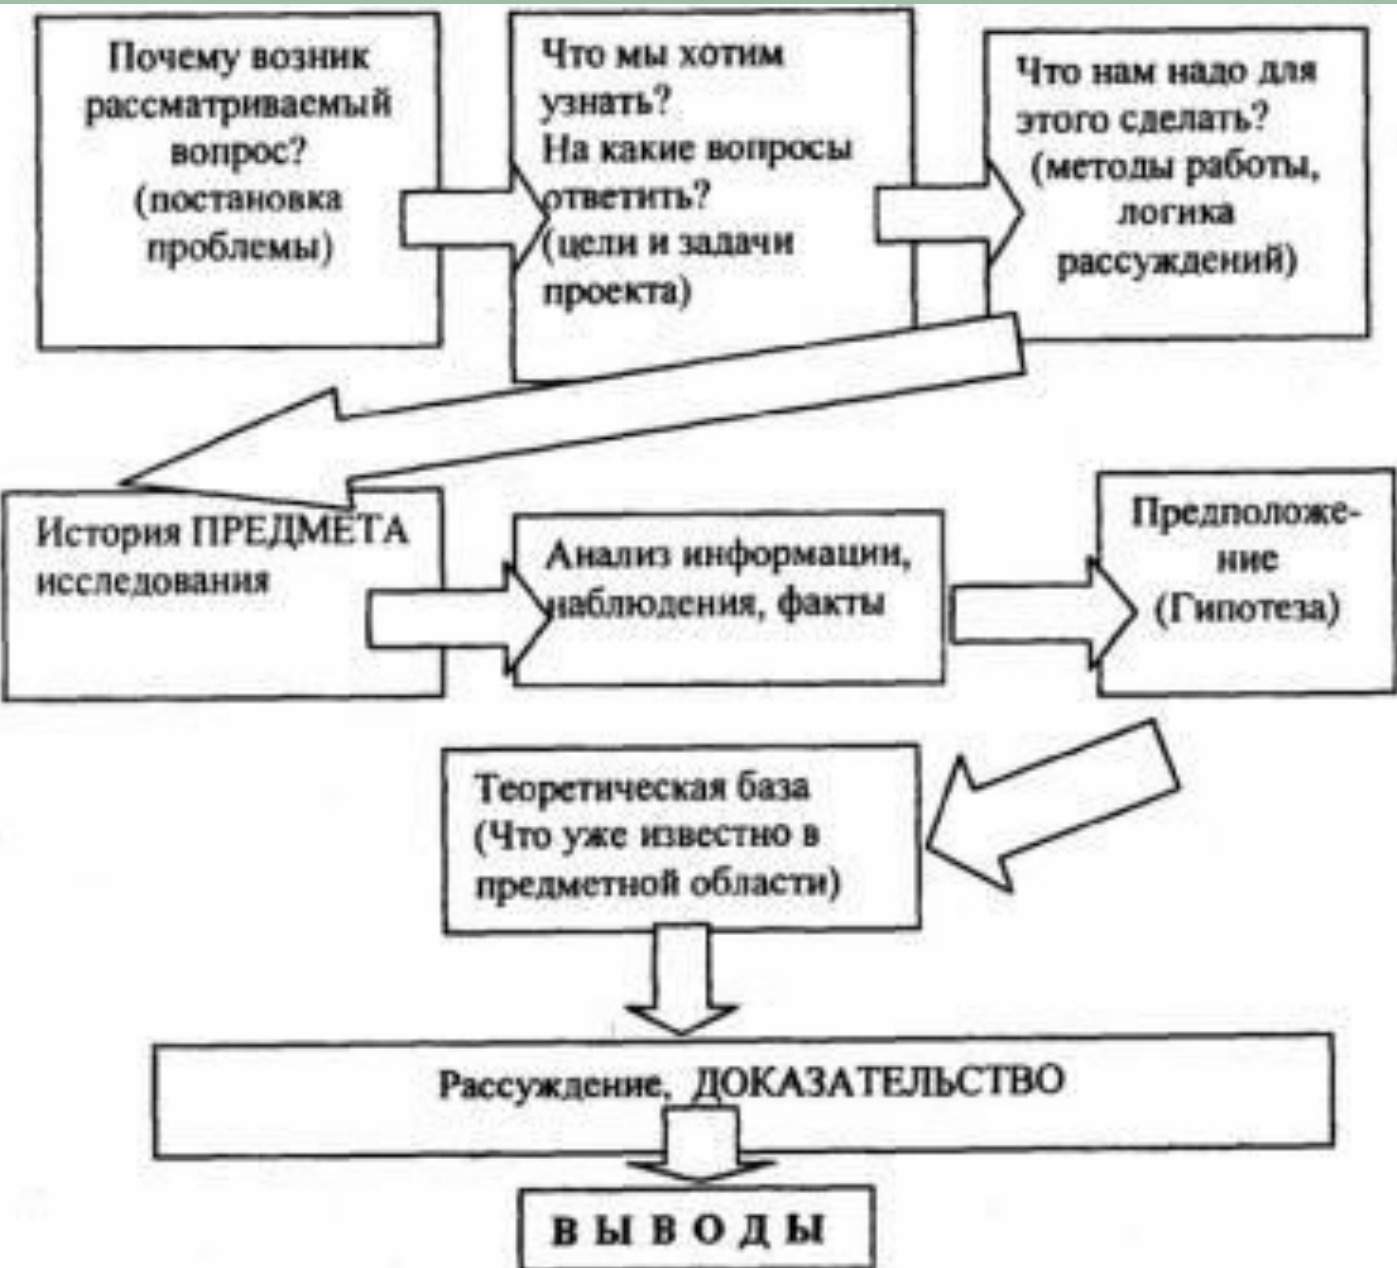 Почему возник
рассматриваемый
вопрос?
(постановка
проблемы)
Что мы хотим
узнать?
На какие вопросы
ответить?
(цели и задачи
проекта)
Что нам надо для
этого сделать?
(методы работы,
логика
рассуждений)
История ПРЕДМЕТА
исследования
Анализ информации,
наблюдения, факты
Предположе-
ние
(Гипотеза)
Теоретическая база
(Что уже известно в
предметной области)
Рассуждение, ДОКАЗАТЕЛЬСТВО
В Ы В О Д Ы